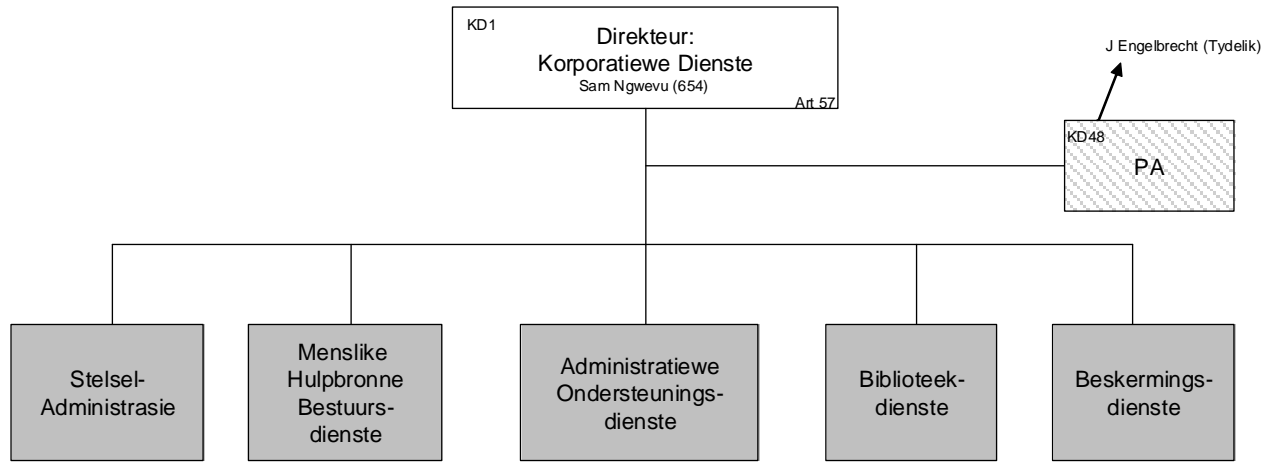 KD1
Direkteur:
Korporatiewe Dienste
Sam Ngwevu (654)
Art 57
J Engelbrecht (Tydelik)
KD48
PA
Stelsel-
Administrasie
Menslike
Hulpbronne
Bestuurs-
dienste
Administratiewe
Ondersteunings-
dienste
Biblioteek-
dienste
Beskermings-
dienste